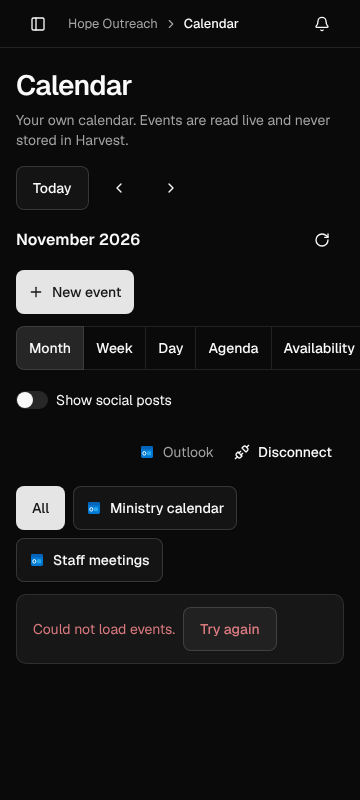 Hope Outreach > Calendar
Calendar
Your own calendar. Events are read live and never
stored in Harvest.
Today
November 2026
+ New event
Month Week Day Agenda Availability
Show social posts
Outlook Disconnect
All Ministry calendar
Staff meetings
Could not load events. Try again